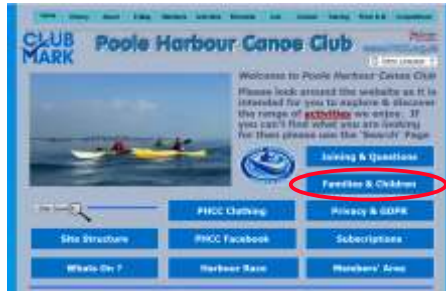 Home
CLUB
MARK
Poole Harbour Canoe Club
Welcome to Poole Harbour Canoe Club
Please look around the website as it is
intended for you to explore & discover
the range of activities we enjoy. If
you can't find what you are looking
for then please use the 'Search' Page
Joining & Questions
Families & Children
PHCC Clothing
Privacy & GDPR
Site Structure
PHCC Facebook
Subscriptions
Whats On ?
Harbour Race
Members' Area